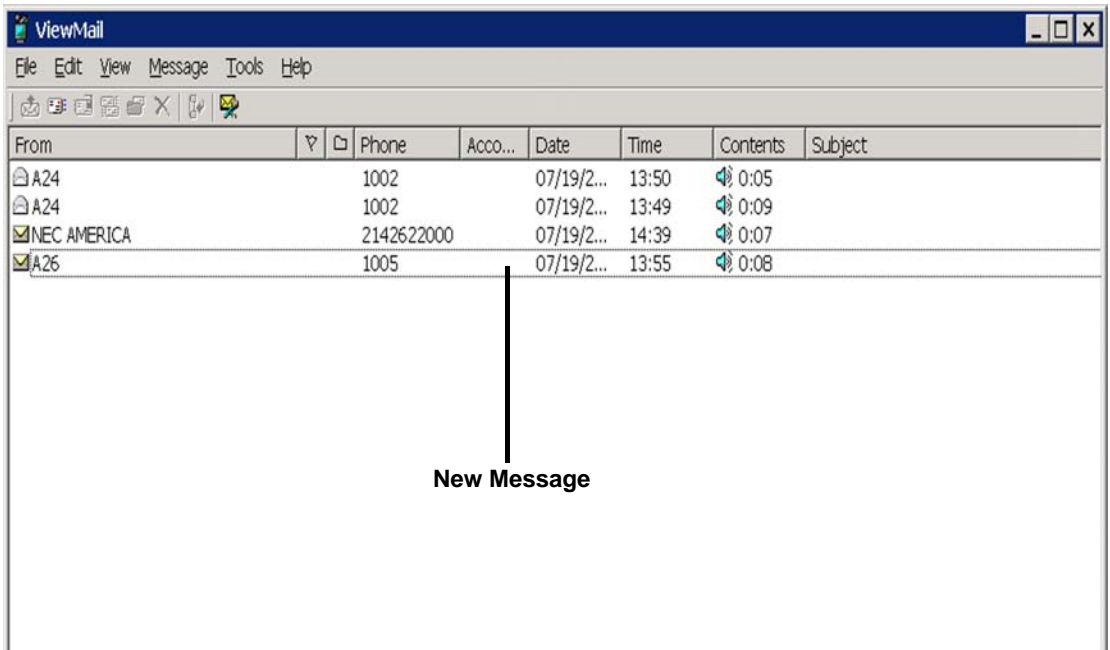 ViewMail
File Edit View Message Tools Help
From Phone Acco... Date Time Contents Subject
A24 1002 07/19/2... 13:50 0:05
A24 1002 07/19/2... 13:49 0:09
NEC AMERICA 2142622000 07/19/2... 14:39 0:07
A26 1005 07/19/2... 13:55 0:08
New Message